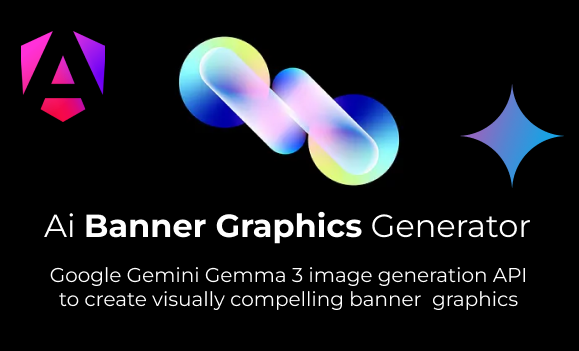 Ai Banner Graphics Generator
Google Gemini Gemma 3 image generation API
to create visually compelling banner graphics